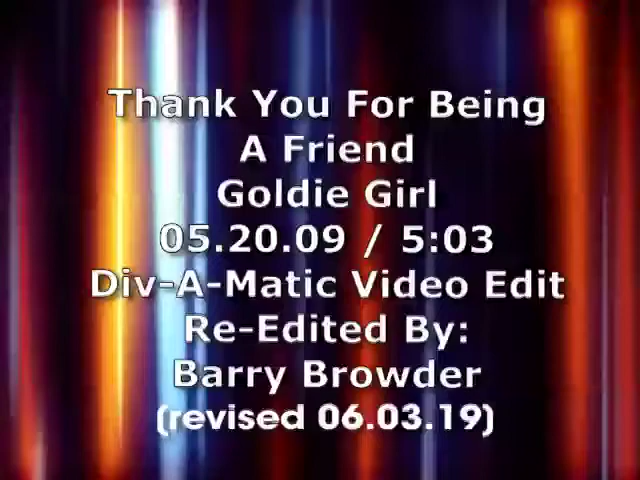 Thank You For Being
A Friend
Goldie Girl
05.20.09 / 5:03
Div-A-Matic Video Edit
Re-Edited By:
Barry Browder
(revised 06.03.19)